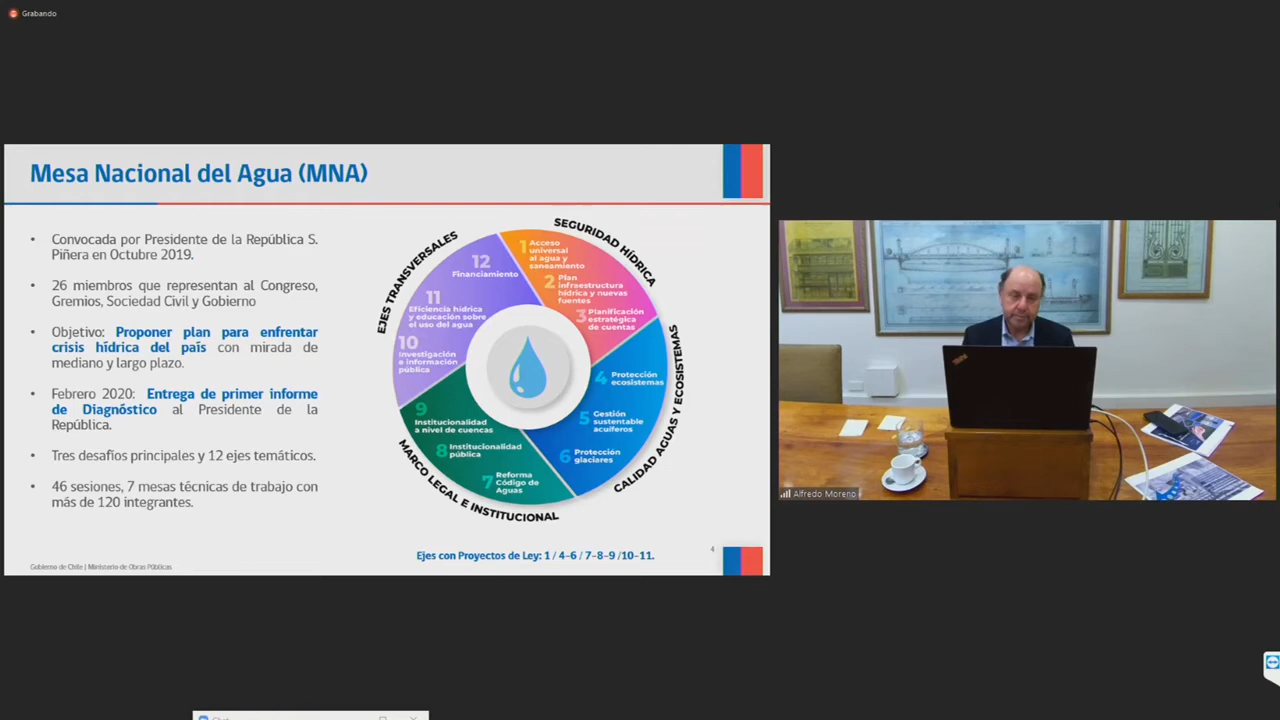 Grabando
Mesa Nacional del Agua (MNA)
• Convocada por Presidente de la República S.
Piñera en Octubre 2019.
• 26 miembros que representan al Congreso,
Gremios, Sociedad Civil y Gobierno
• Objetivo: Proponer plan para enfrentar
crisis hídrica del país con mirada de
mediano y largo plazo.
• Febrero 2020: Entrega de primer informe
de Diagnóstico al Presidente de la
República.
• Tres desafíos principales y 12 ejes temáticos.
• 46 sesiones, 7 mesas técnicas de trabajo con
más de 120 integrantes.
SEGURIDAD HÍDRICA
1 Acceso
universal
al agua y
saneamiento
2 Plan
infraestructura
hídrica y nuevas
fuentes
3 Planificación
estratégica
de cuentas
CALIDAD AGUAS Y ECOSISTEMAS
4 Protección
ecosistemas
5 Gestión
sustentable
acuíferos
6 Protección
glaciares
MARCO LEGAL E INSTITUCIONAL
7 Reforma
Código de
Aguas
8 Institucionalidad
pública
9
Institucionalidad
a nivel de cuencas
EJES TRANSVERSALES
10
Investigación
e información
pública
11
Eficiencia hídrica
y educación sobre
el uso del agua
12
Financiamiento
Ejes con Proyectos de Ley: 1 / 4-6 / 7-8-9 /10-11.
4
Gobierno de Chile | Ministerio de Obras Públicas
ThinkPad
Alfredo Moreno